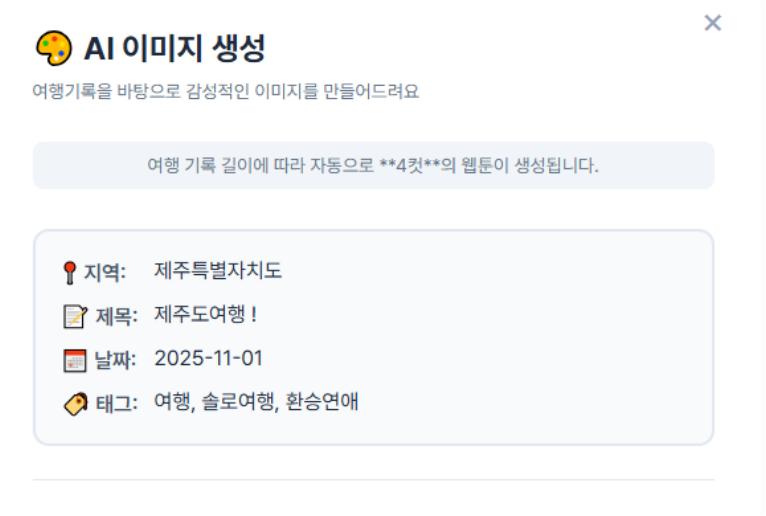 AI 이미지 생성
여행기록을 바탕으로 감성적인 이미지를 만들어드려요
여행 기록 길이에 따라 자동으로 **4컷**의 웹툰이 생성됩니다.
지역: 제주특별자치도
제목: 제주도여행 !
날짜: 2025-11-01
태그: 여행, 솔로여행, 환승연애